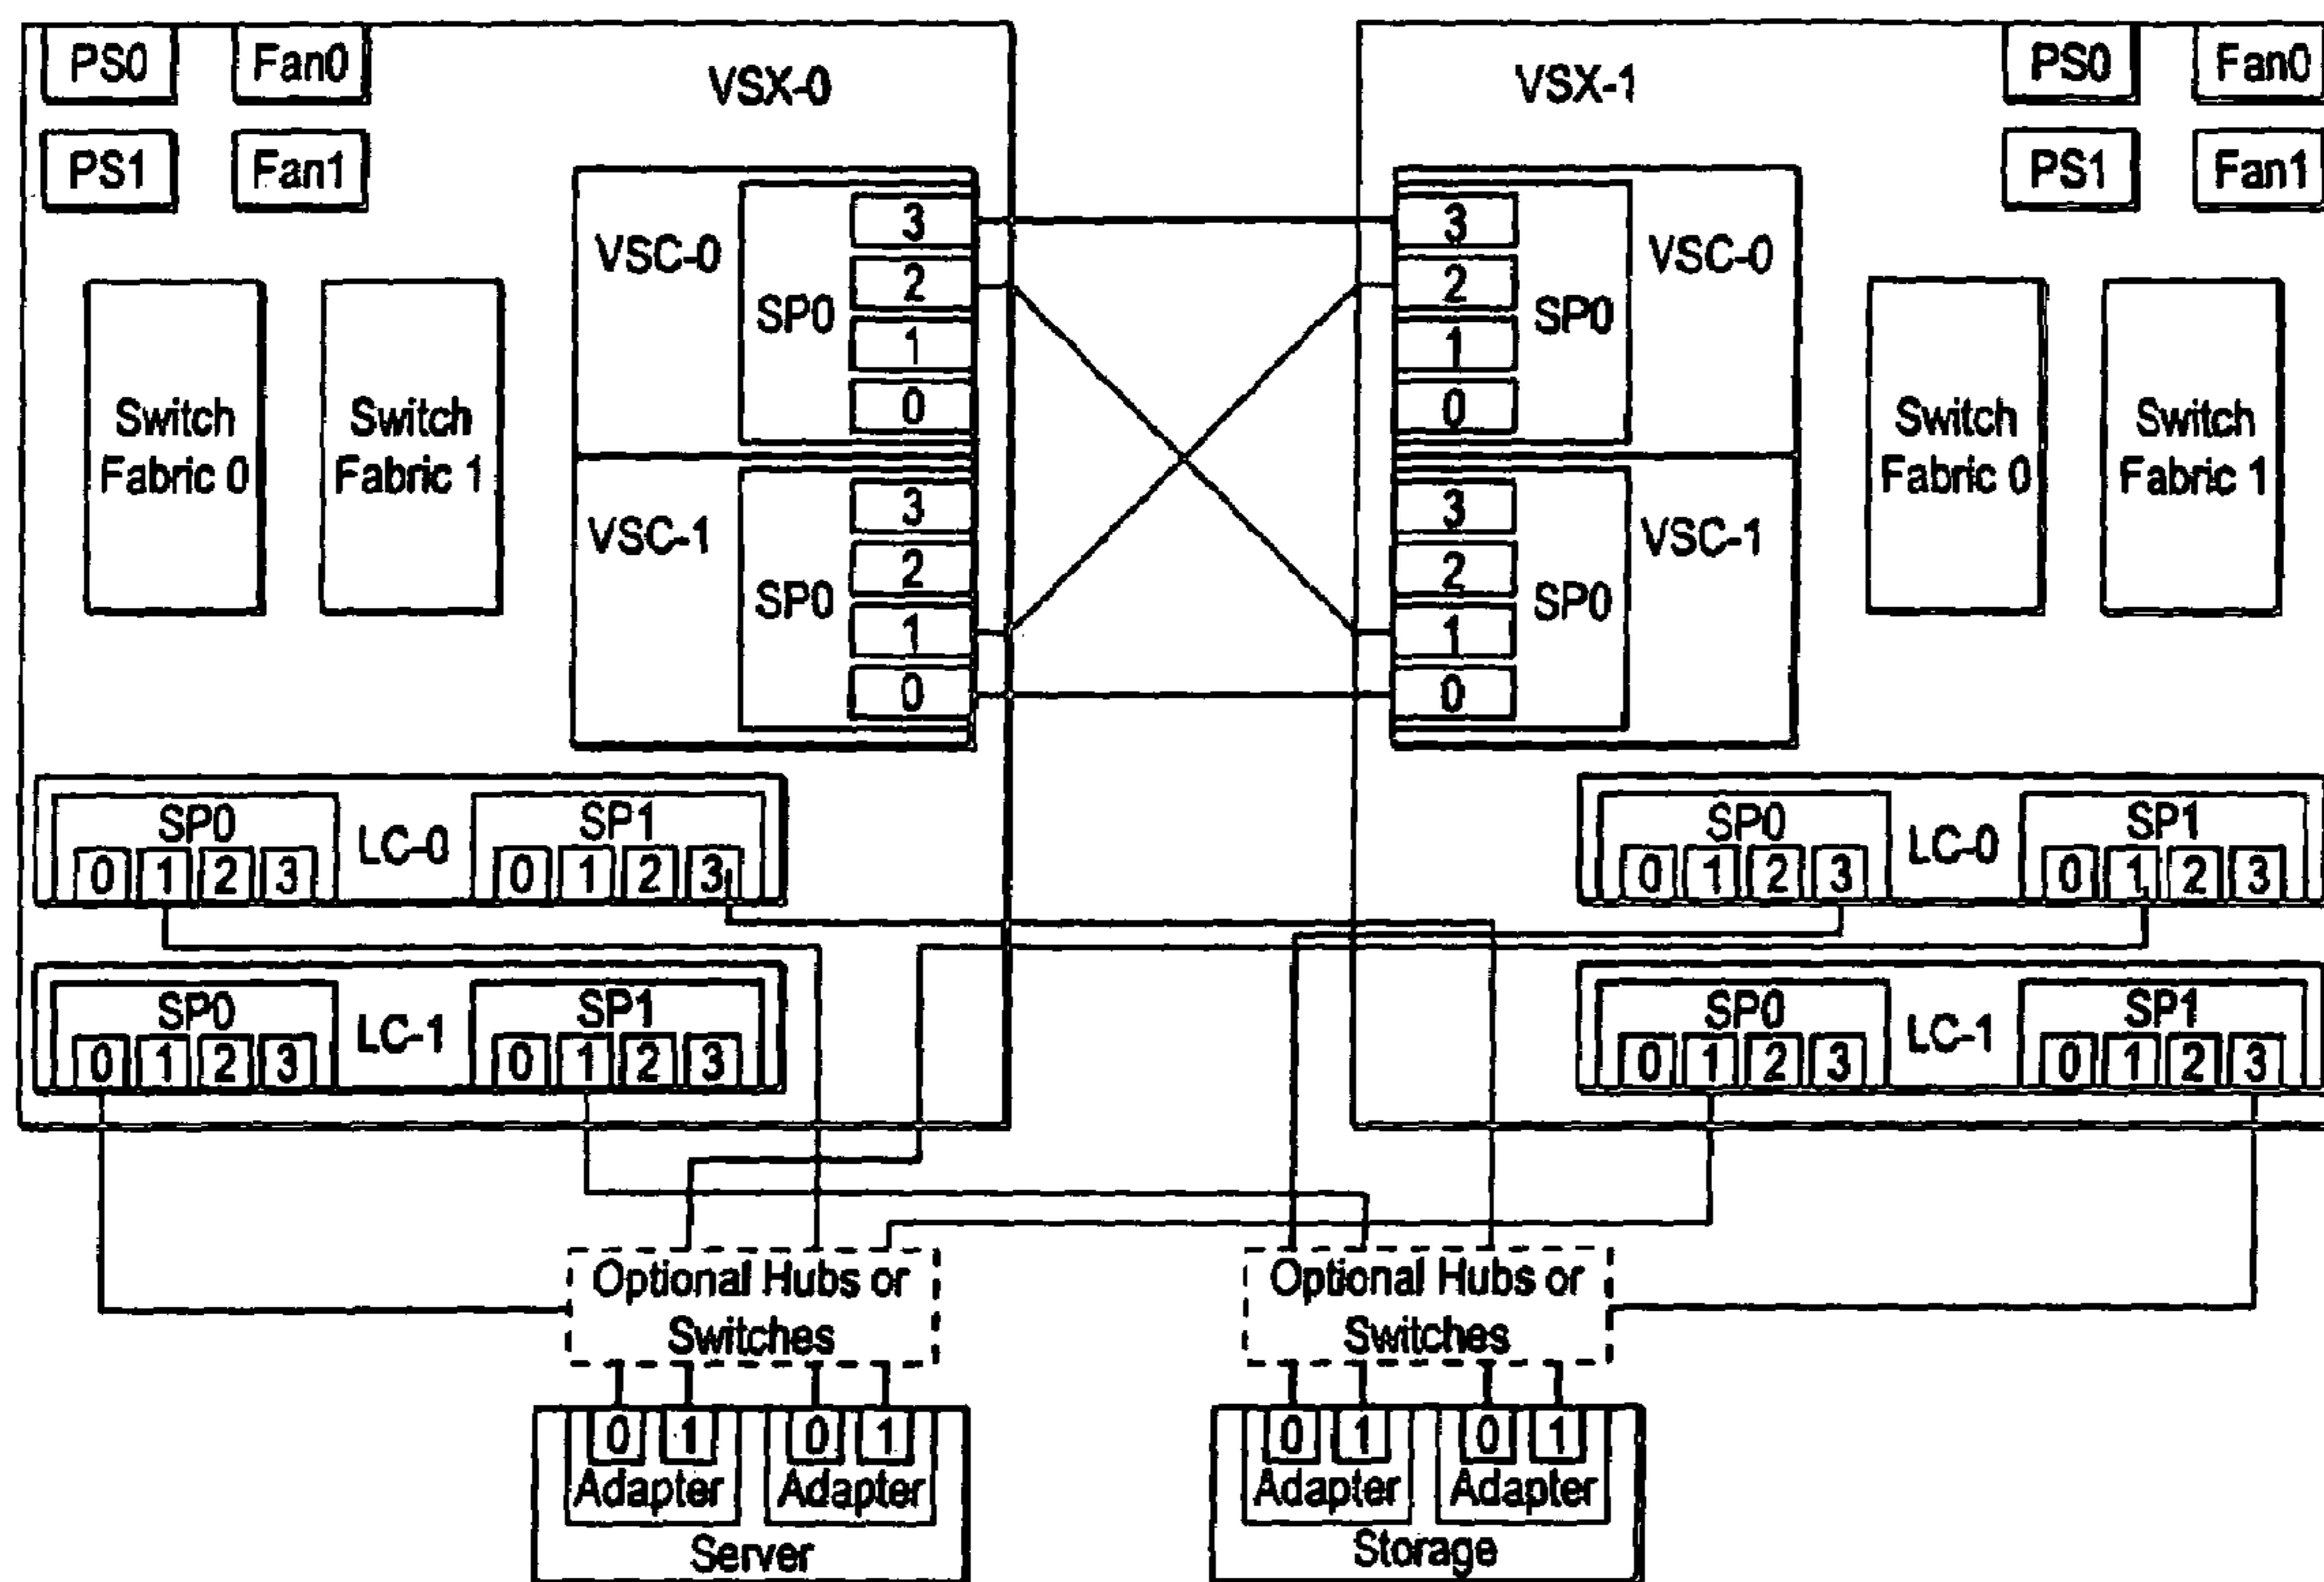 PS0 Fan0 VSX-0 VSX-1 PS0 Fan0
PS1 Fan1 PS1 Fan1
VSC-0 SP0 3 2 1 0
3 2 1 0 SP0 VSC-0
Switch Fabric 0
Switch Fabric 1
Switch Fabric 0
Switch Fabric 1
VSC-1 SP0 3 2 1 0
3 2 1 0 SP0 VSC-1
SP0 LC-0 SP1
0 1 2 3 0 1 2 3
SP0 LC-0 SP1
0 1 2 3 0 1 2 3
SP0 LC-1 SP1
0 1 2 3 0 1 2 3
SP0 LC-1 SP1
0 1 2 3 0 1 2 3
Optional Hubs or
Switches
Optional Hubs or
Switches
0 1 0 1
Adapter Adapter
Server
0 1 0 1
Adapter Adapter
Storage